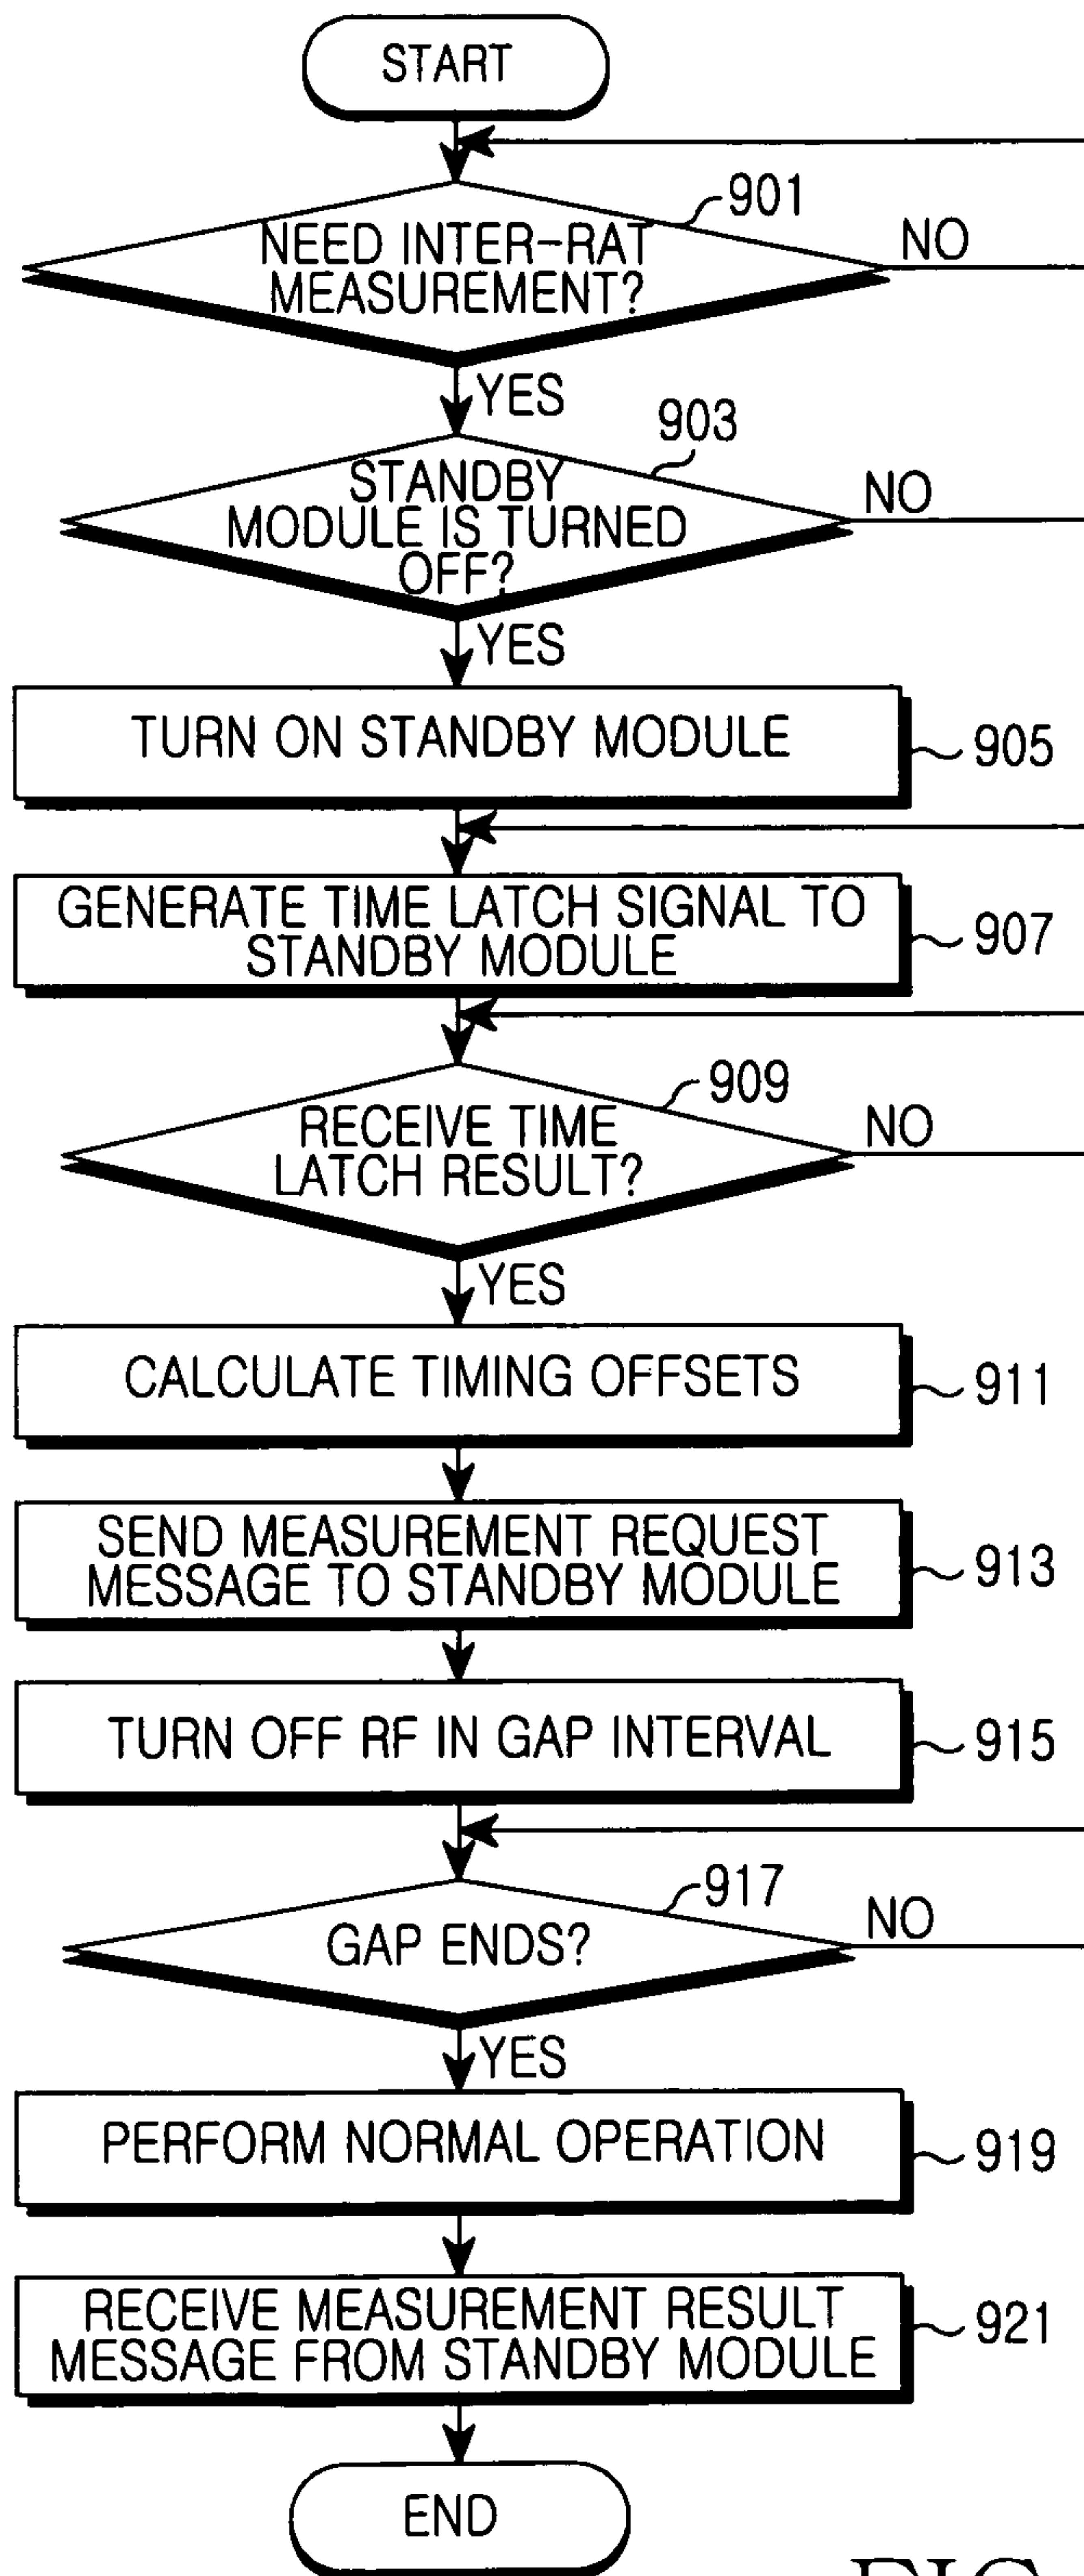 START
901
NEED INTER-RAT
MEASUREMENT?
NO
YES
903
STANDBY
MODULE IS TURNED
OFF?
NO
YES
TURN ON STANDBY MODULE
905
GENERATE TIME LATCH SIGNAL TO
STANDBY MODULE
907
909
RECEIVE TIME
LATCH RESULT?
NO
YES
CALCULATE TIMING OFFSETS
911
SEND MEASUREMENT REQUEST
MESSAGE TO STANDBY MODULE
913
TURN OFF RF IN GAP INTERVAL
915
917
GAP ENDS?
NO
YES
PERFORM NORMAL OPERATION
919
RECEIVE MEASUREMENT RESULT
MESSAGE FROM STANDBY MODULE
921
END